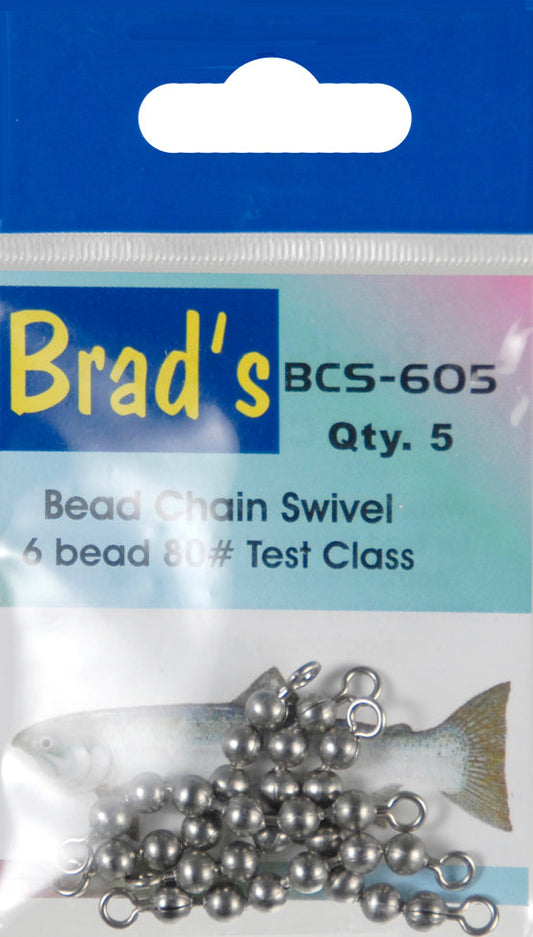 Brad's
BCS-605
Qty. 5
Bead Chain Swivel
6 bead 80# Test Class